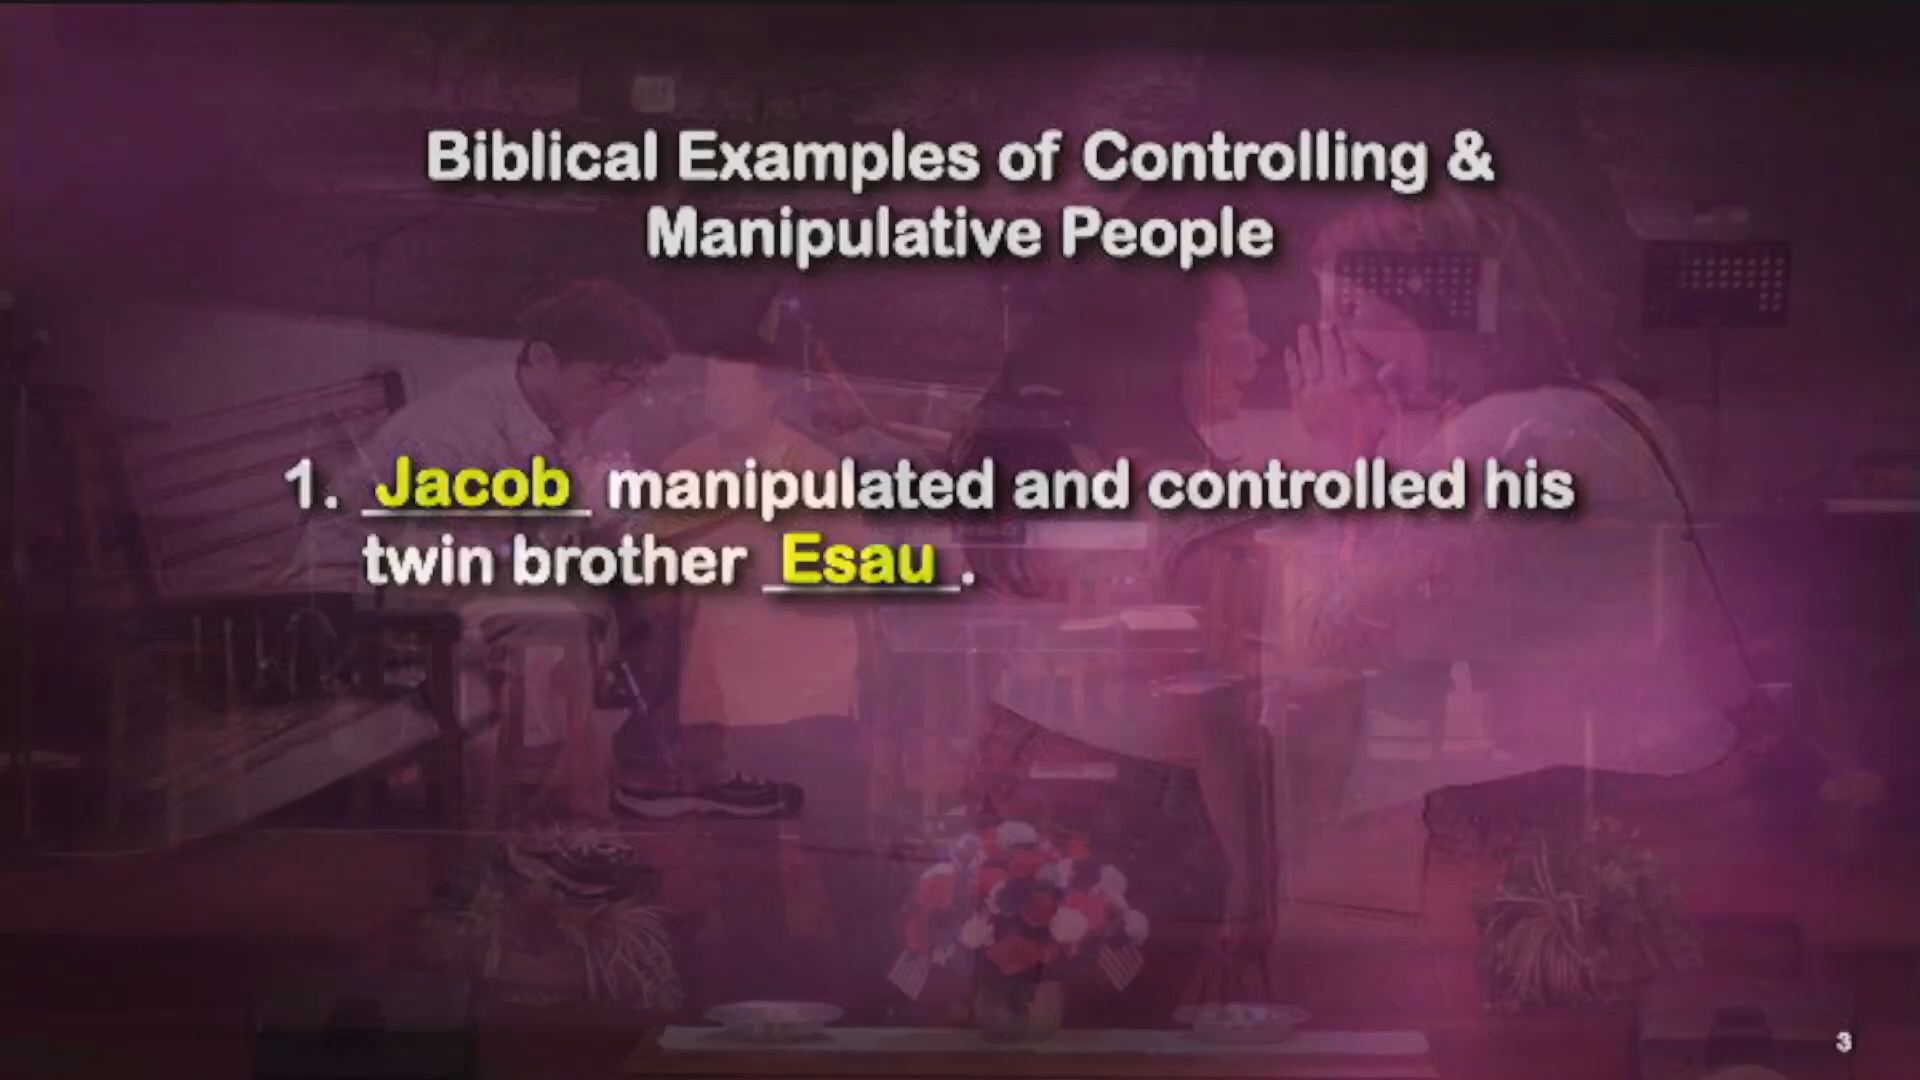 Biblical Examples of Controlling &
Manipulative People
1. Jacob manipulated and controlled his
twin brother Esau.
3